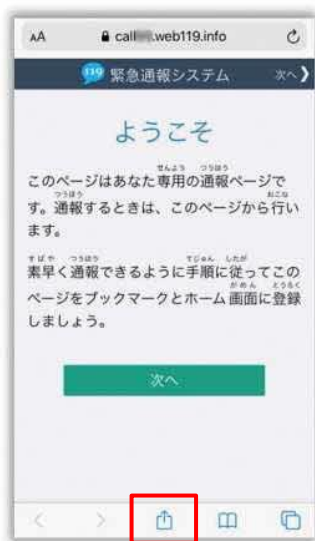 AA call .web119.info
119 緊急通報システム 次へ❯
ようこそ
せんよう つうほう
このページはあなた専用の通報ページで
つうほう おこな
す。通報するときは、このページから行い
ます。
すばや つうほう てじゅん したが
素早く通報できるように手順に従ってこの
がめん とうろく
ページをブックマークとホーム画面に登録
しましょう。
次へ